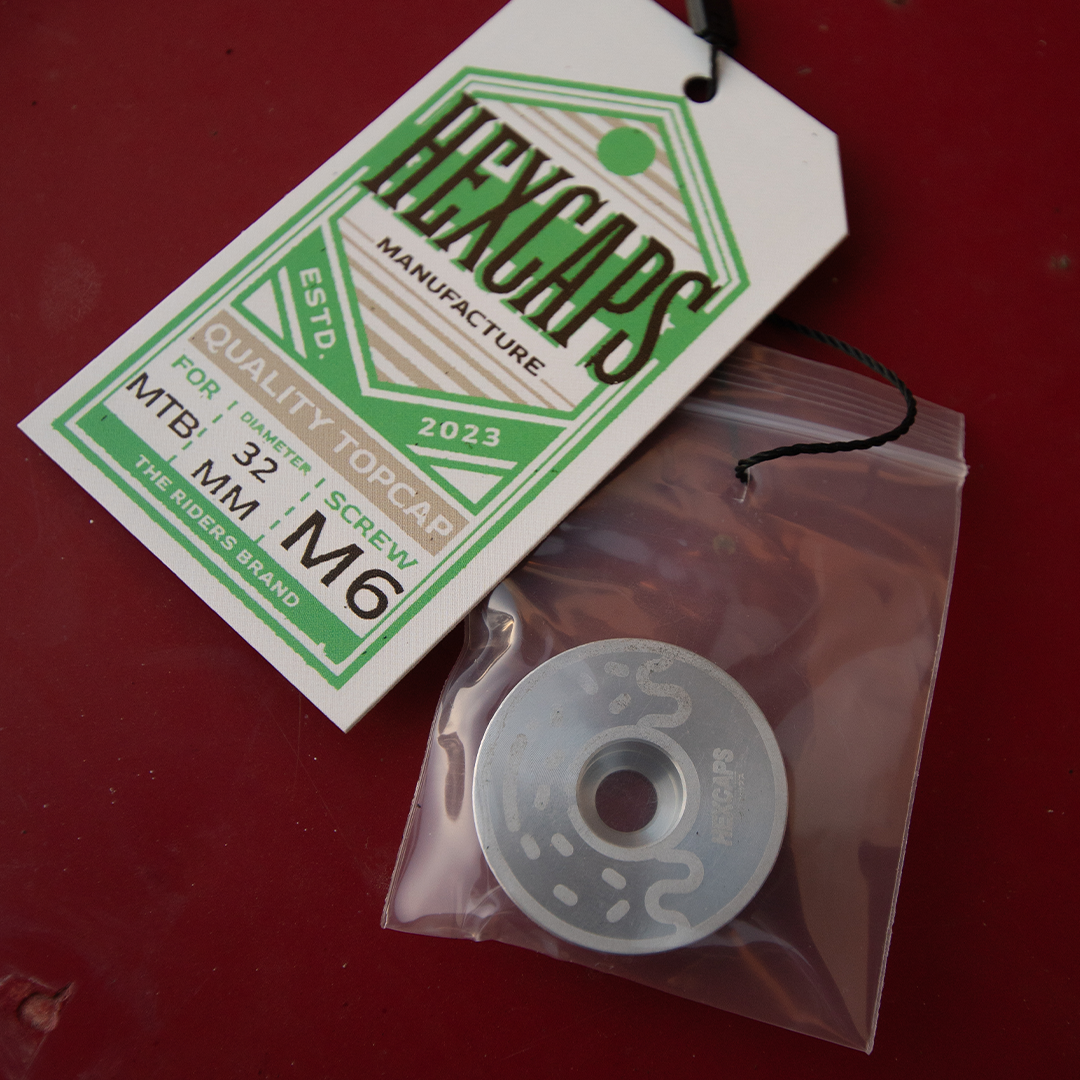 HEXCAPS
MANUFACTURE
ESTD.
2023
QUALITY TOPCAP
FOR
MTB
DIAMETER
32
MM
SCREW
M6
THE RIDERS BRAND
HEXCAPS